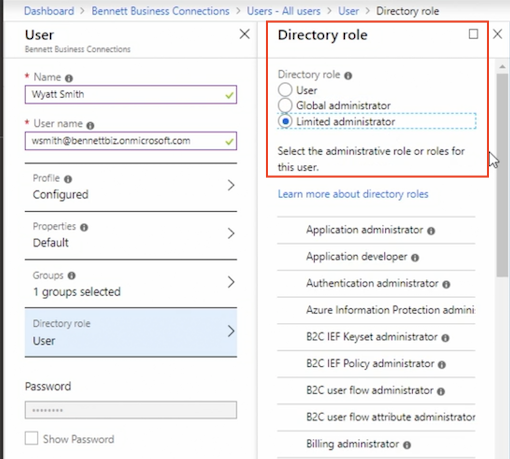 Dashboard > Bennett Business Connections > Users - All users > User > Directory role
User
Bennett Business Connections
* Name
Wyatt Smith
* User name
wsmith@bennettbiz.onmicrosoft.com
Profile
Configured
Properties
Default
Groups
1 groups selected
Directory role
User
Password
********
Show Password
Directory role
Directory role
User
Global administrator
Limited administrator
Select the administrative role or roles for
this user.
Learn more about directory roles
Application administrator
Application developer
Authentication administrator
Azure Information Protection admini
B2C IEF Keyset administrator
B2C IEF Policy administrator
B2C user flow administrator
B2C user flow attribute administrator
Billing administrator